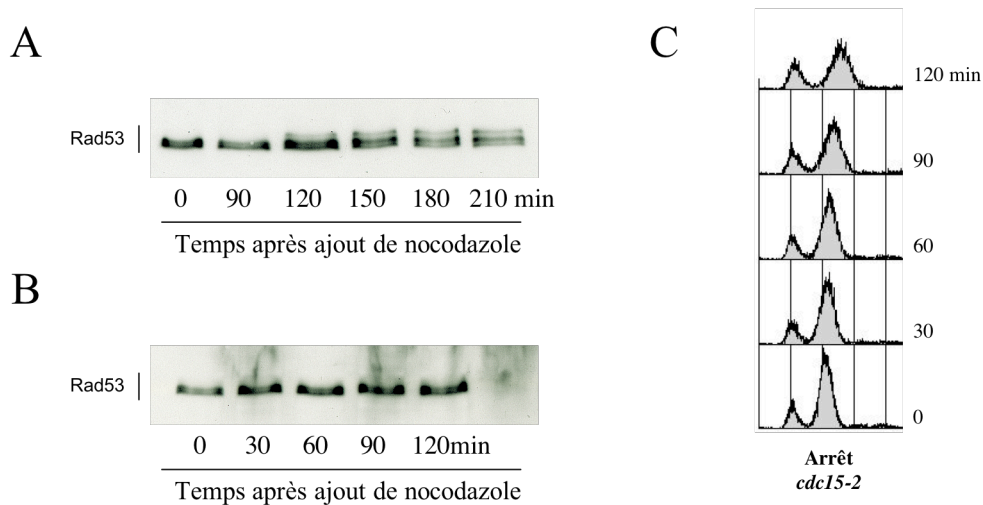 A
Rad53
0 90 120 150 180 210 min
Temps après ajout de nocodazole
B
Rad53
0 30 60 90 120min
Temps après ajout de nocodazole
C
120 min
90
60
30
0
Arrêt
cdc15-2